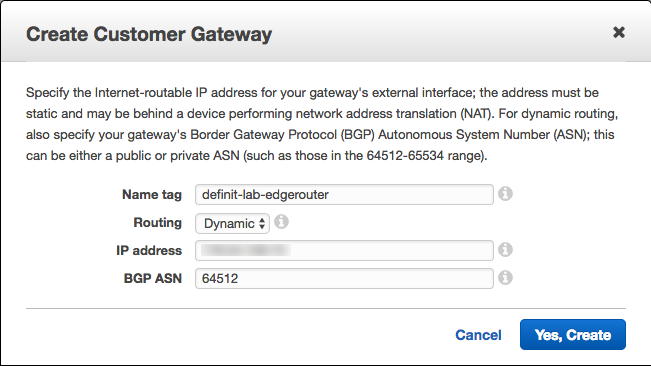 Create Customer Gateway
Specify the Internet-routable IP address for your gateway's external interface; the address must be
static and may be behind a device performing network address translation (NAT). For dynamic routing,
also specify your gateway's Border Gateway Protocol (BGP) Autonomous System Number (ASN); this
can be either a public or private ASN (such as those in the 64512-65534 range).
Name tag definit-lab-edgerouter
Routing Dynamic
IP address
BGP ASN 64512
Cancel Yes, Create